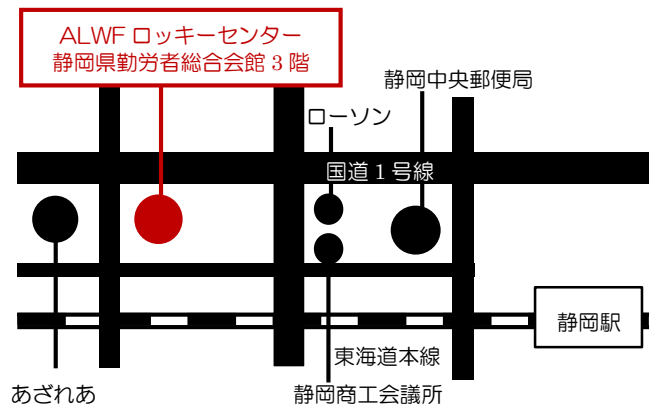 ALWF ロッキーセンター
静岡県勤労者総合会館 3 階
静岡中央郵便局
ローソン
国道 1 号線
静岡駅
東海道本線
あざれあ
静岡商工会議所